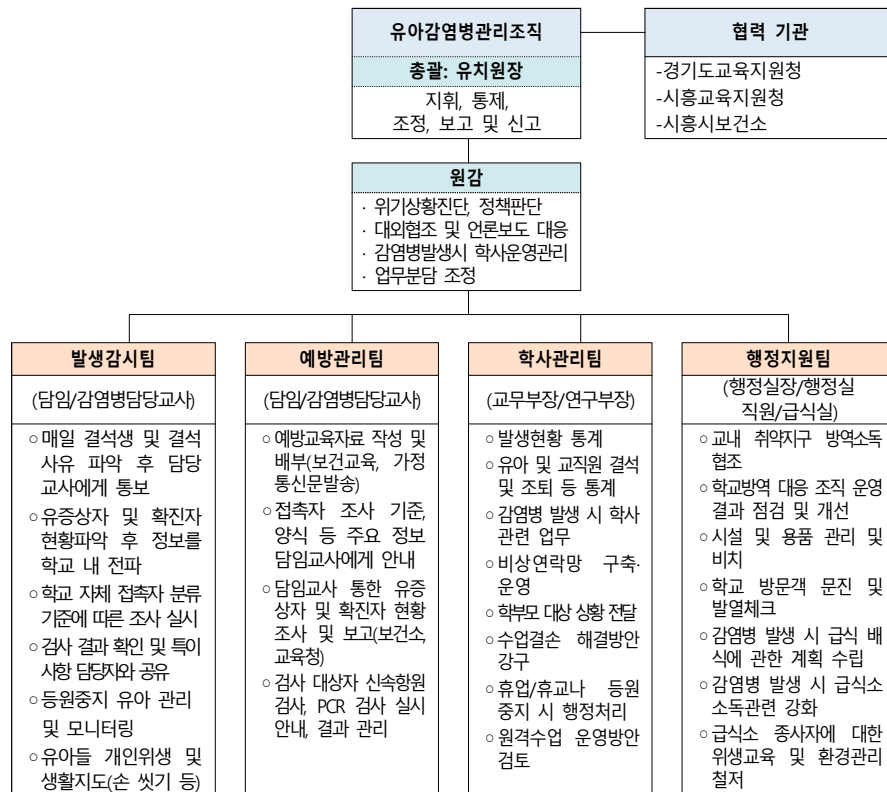 유아감염병관리조직
총괄: 유치원장
지휘, 통제,
조정, 보고 및 신고
협력 기관
-경기도교육지원청
-시흥교육지원청
-시흥시보건소
원감
· 위기상황진단, 정책판단
· 대외협조 및 언론보도 대응
· 감염병발생시 학사운영관리
· 업무분담 조정
발생감시팀
(담임/감염병담당교사)
○매일 결석생 및 결석
사유 파악 후 담당
교사에게 통보
○유증상자 및 확진자
현황파악 후 정보를
학교 내 전파
○학교 자체 접촉자 분류
기준에 따른 조사 실시
○검사 결과 확인 및 특이
사항 담당자와 공유
○등원중지 유아 관리
및 모니터링
○유아들 개인위생 및
생활지도(손 씻기 등)
예방관리팀
(담임/감염병담당교사)
○예방교육자료 작성 및
배부(보건교육, 가정
통신문발송)
○접촉자 조사 기준,
양식 등 주요 정보
담임교사에게 안내
○담임교사 통한 유증
상자 및 확진자 현황
조사 및 보고(보건소,
교육청)
○검사 대상자 신속항원
검사, PCR 검사 실시
안내, 결과 관리
학사관리팀
(교무부장/연구부장)
○발생현황 통계
○유아 및 교직원 결석
및 조퇴 등 통계
○감염병 발생 시 학사
관련 업무
○비상연락망 구축·
운영
○학부모 대상 상황 전달
○수업결손 해결방안
강구
○휴업/휴교나 등원
중지 시 행정처리
○원격수업 운영방안
검토
행정지원팀
(행정실장/행정실
직원/급식실)
○교내 취약지구 방역소독
협조
○학교방역 대응 조직 운영
결과 점검 및 개선
○시설 및 용품 관리 및
비치
○학교 방문객 문진 및
발열체크
○감염병 발생 시 급식 배
식에 관한 계획 수립
○감염병 발생 시 급식소
소독관련 강화
○급식소 종사자에 대한
위생교육 및 환경관리
철저